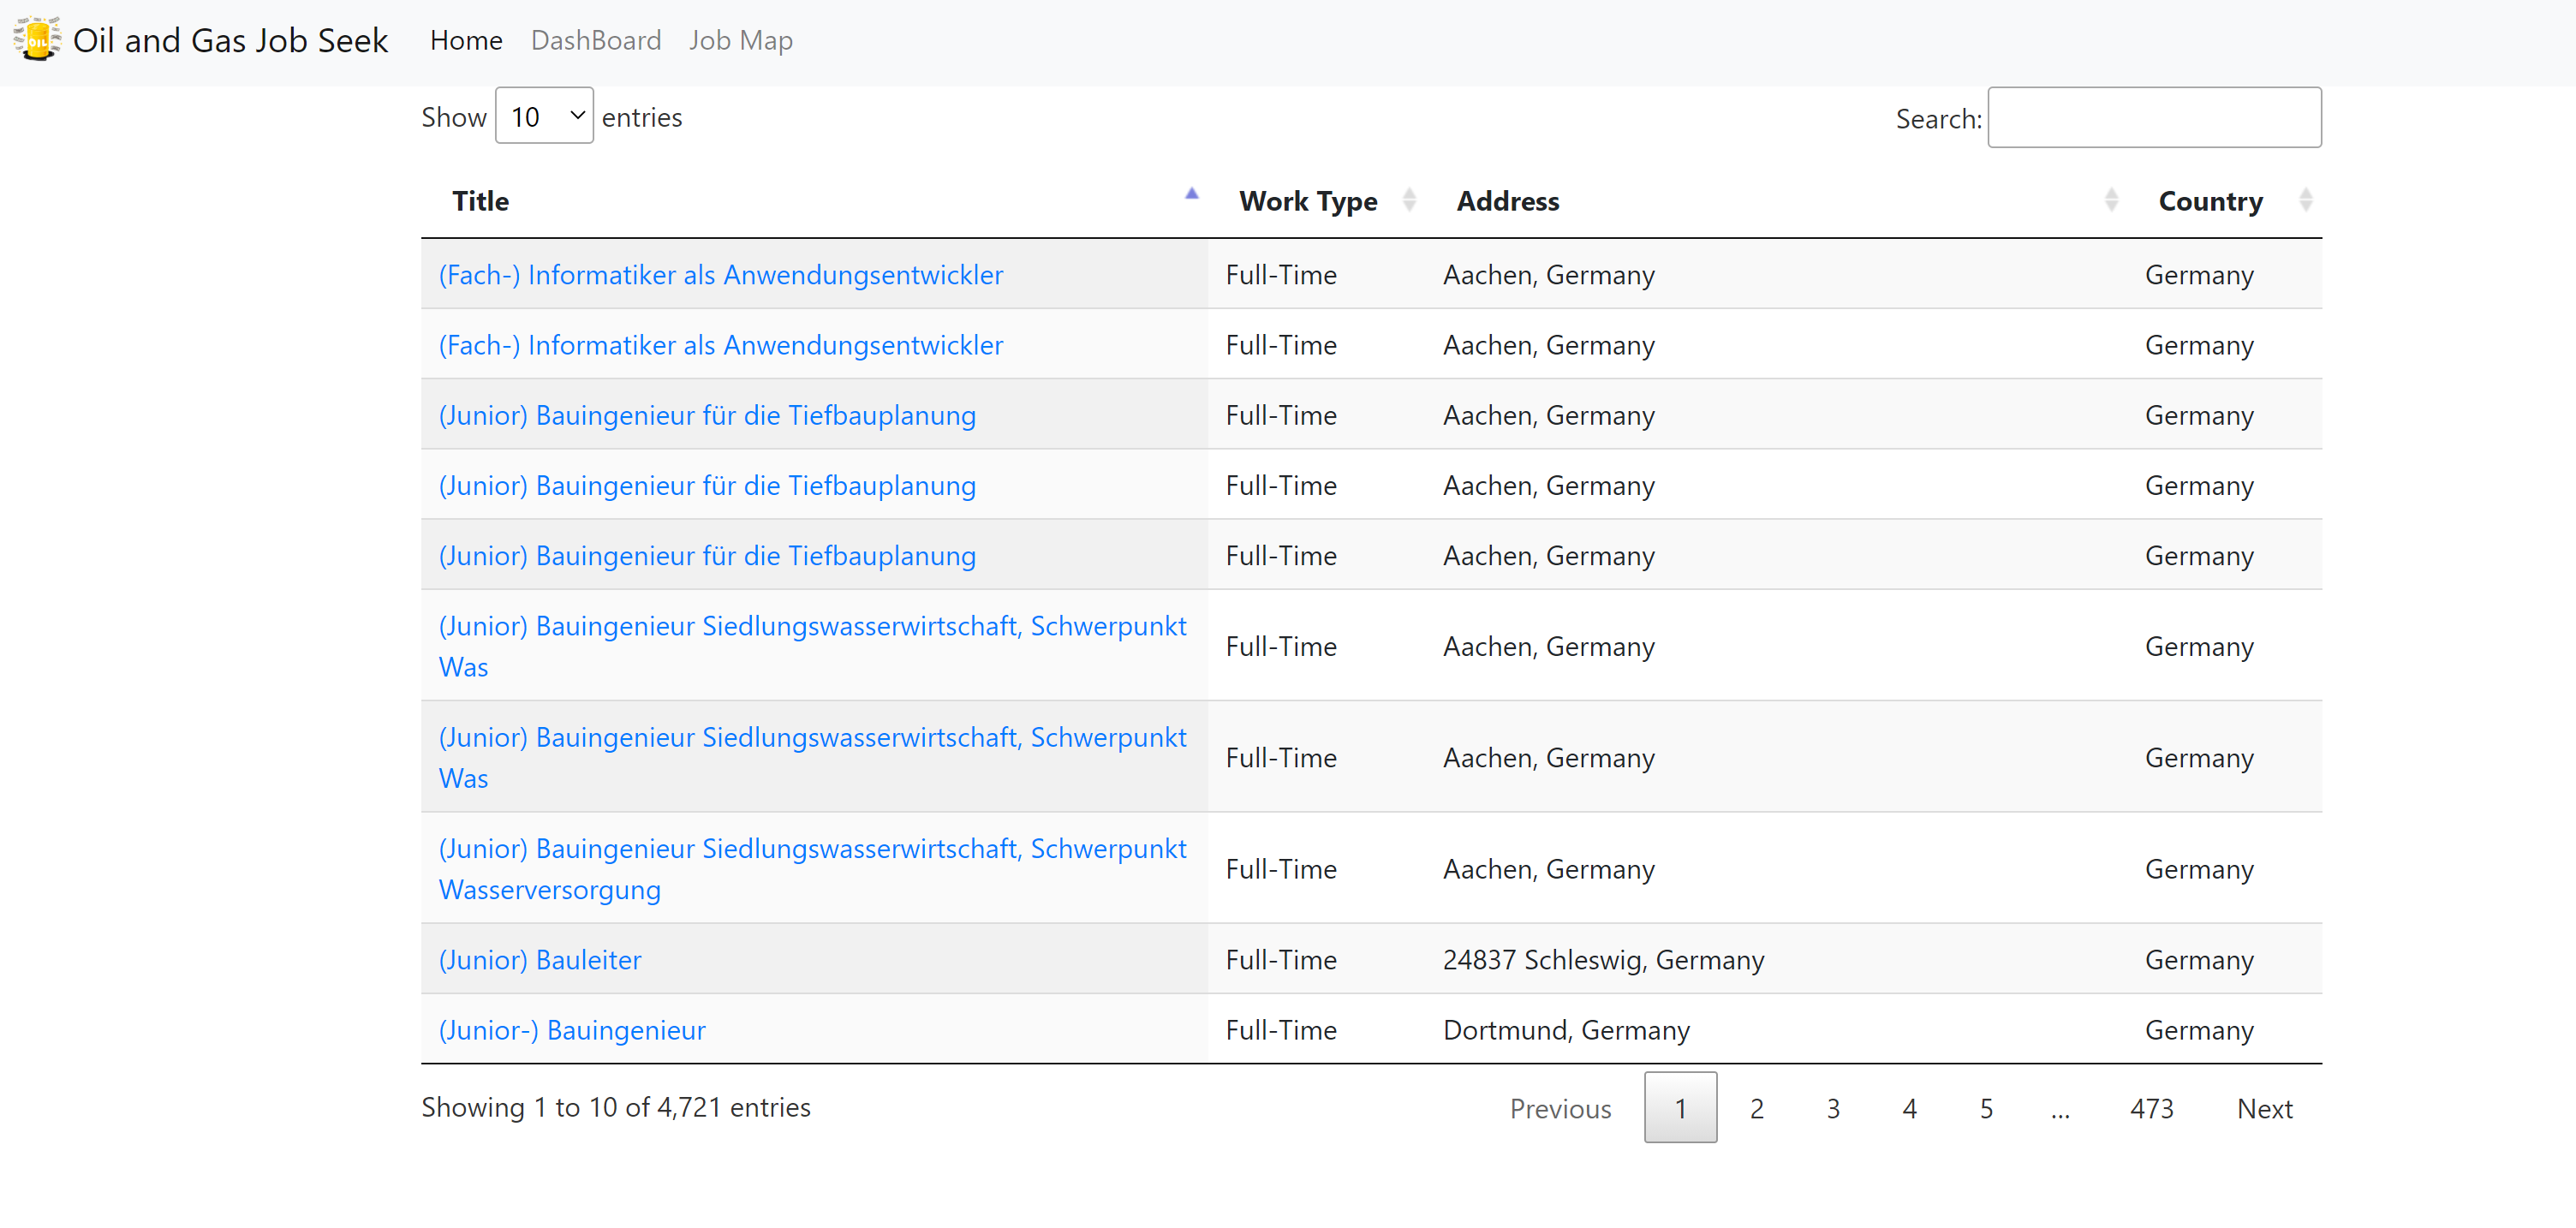 OIL Oil and Gas Job Seek Home DashBoard Job Map
Show 10 entries Search:
Title Work Type Address Country
(Fach-) Informatiker als Anwendungsentwickler Full-Time Aachen, Germany Germany
(Fach-) Informatiker als Anwendungsentwickler Full-Time Aachen, Germany Germany
(Junior) Bauingenieur für die Tiefbauplanung Full-Time Aachen, Germany Germany
(Junior) Bauingenieur für die Tiefbauplanung Full-Time Aachen, Germany Germany
(Junior) Bauingenieur für die Tiefbauplanung Full-Time Aachen, Germany Germany
(Junior) Bauingenieur Siedlungswasserwirtschaft, Schwerpunkt
Was Full-Time Aachen, Germany Germany
(Junior) Bauingenieur Siedlungswasserwirtschaft, Schwerpunkt
Was Full-Time Aachen, Germany Germany
(Junior) Bauingenieur Siedlungswasserwirtschaft, Schwerpunkt
Wasserversorgung Full-Time Aachen, Germany Germany
(Junior) Bauleiter Full-Time 24837 Schleswig, Germany Germany
(Junior-) Bauingenieur Full-Time Dortmund, Germany Germany
Showing 1 to 10 of 4,721 entries Previous 1 2 3 4 5 ... 473 Next